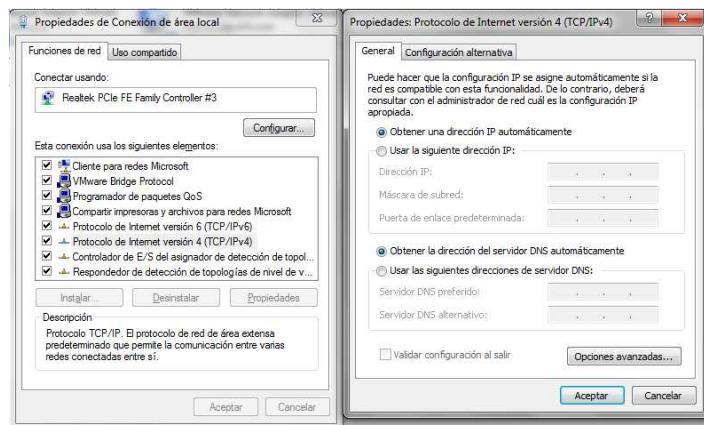 Propiedades de Conexión de área local
Funciones de red
Uso compartido
Conectar usando:
Realtek PCIe FE Family Controller #3
Configurar...
Esta conexión usa los siguientes elementos:
Cliente para redes Microsoft
VMware Bridge Protocol
Programador de paquetes QoS
Compartir impresoras y archivos para redes Microsoft
Protocolo de Internet versión 6 (TCP/IPv6)
Protocolo de Internet versión 4 (TCP/IPv4)
Controlador de E/S del asignador de detección de topol...
Respondedor de detección de topologías de nivel de v...
Instalar...
Desinstalar
Propiedades
Descripción
Protocolo TCP/IP. El protocolo de red de área extensa
predeterminado que permite la comunicación entre varias
redes conectadas entre sí.
Aceptar
Cancelar
Propiedades: Protocolo de Internet versión 4 (TCP/IPv4)
General
Configuración alternativa
Puede hacer que la configuración IP se asigne automáticamente si la
red es compatible con esta funcionalidad. De lo contrario, deberá
consultar con el administrador de red cuál es la configuración IP
apropiada.
Obtener una dirección IP automáticamente
Usar la siguiente dirección IP:
Dirección IP:
Máscara de subred:
Puerta de enlace predeterminada:
Obtener la dirección del servidor DNS automáticamente
Usar las siguientes direcciones de servidor DNS:
Servidor DNS preferido:
Servidor DNS alternativo:
Validar configuración al salir
Opciones avanzadas...
Aceptar
Cancelar